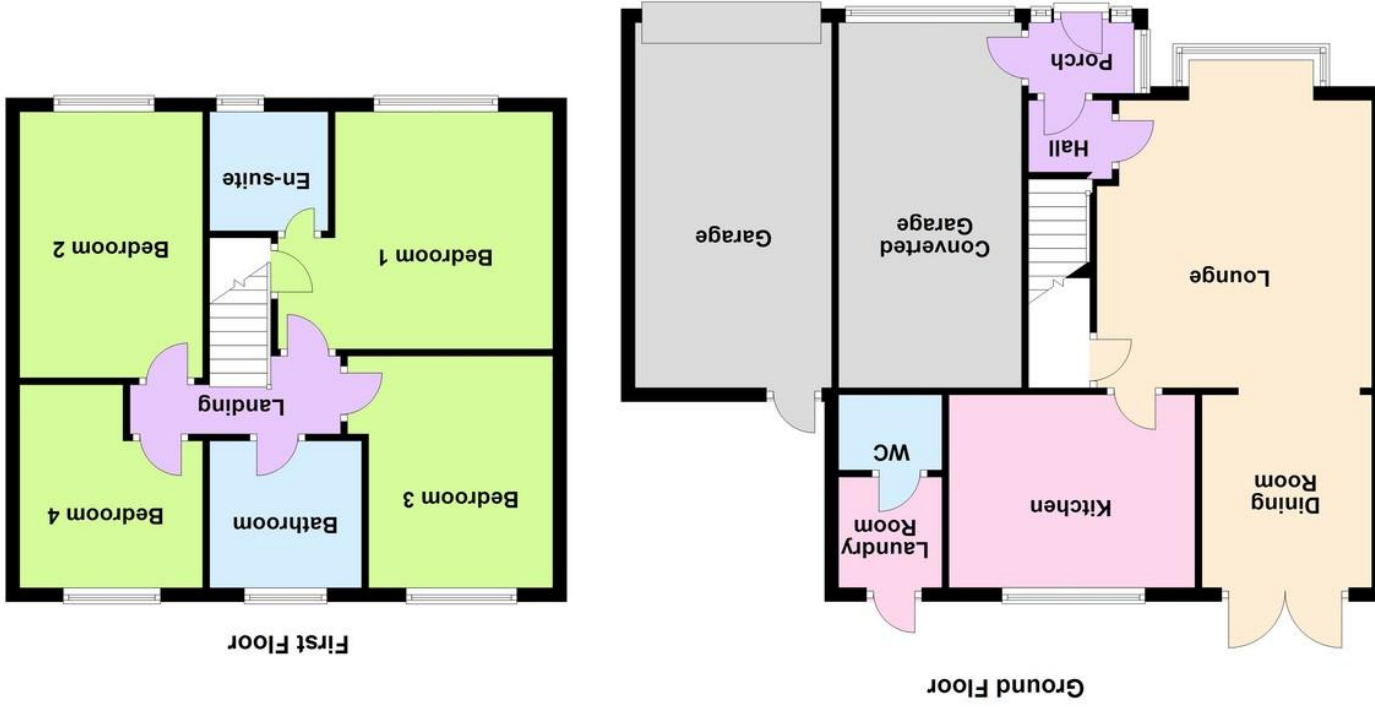 Ground Floor
Dining
Room
Kitchen
Laundry
Room
WC
Lounge
Converted
Garage
Garage
Hall
Porch
First Floor
Bedroom 3
Bathroom
Bedroom 4
Landing
Bedroom 1
Bedroom 2
En-suite